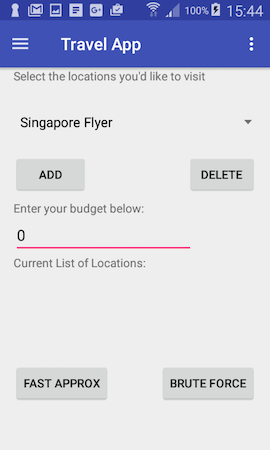 100% 15:44
Travel App
Select the locations you'd like to visit
Singapore Flyer
ADD DELETE
Enter your budget below:
0
Current List of Locations:
FAST APPROX BRUTE FORCE